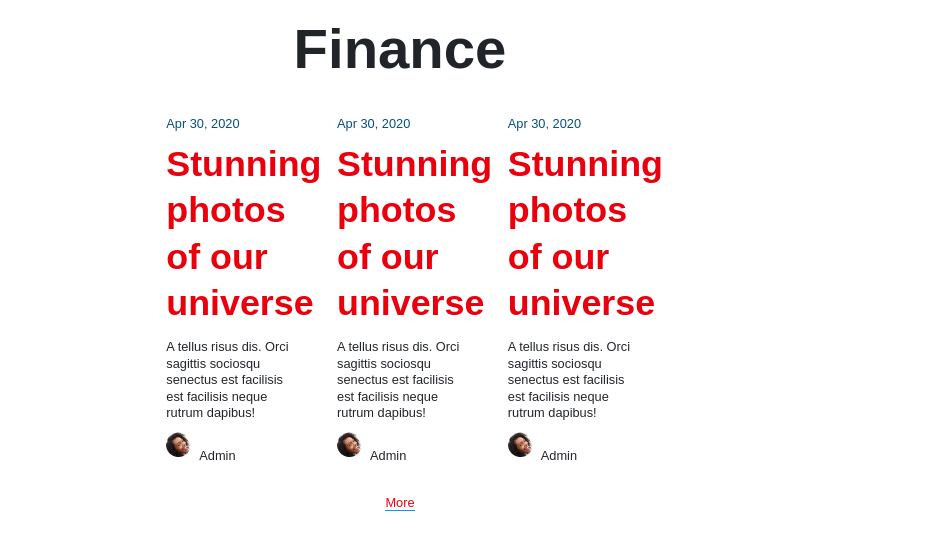 Finance
Apr 30, 2020
Stunning
photos
of our
universe
A tellus risus dis. Orci
sagittis sociosqu
senectus est facilisis
est facilisis neque
rutrum dapibus!
Admin
Apr 30, 2020
Stunning
photos
of our
universe
A tellus risus dis. Orci
sagittis sociosqu
senectus est facilisis
est facilisis neque
rutrum dapibus!
Admin
Apr 30, 2020
Stunning
photos
of our
universe
A tellus risus dis. Orci
sagittis sociosqu
senectus est facilisis
est facilisis neque
rutrum dapibus!
Admin
More